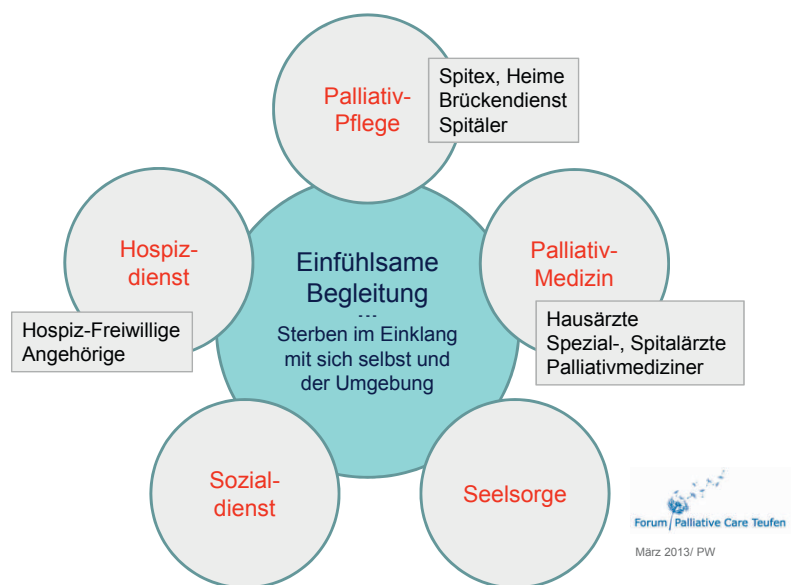 Palliativ-
Pflege
Spitex, Heime
Brückendienst
Spitäler
Hospiz-
dienst
Hospiz-Freiwillige
Angehörige
Einfühlsame
Begleitung
---
Sterben im Einklang
mit sich selbst und
der Umgebung
Palliativ-
Medizin
Hausärzte
Spezial-, Spitalärzte
Palliativmediziner
Sozial-
dienst
Seelsorge
Forum Palliative Care Teufen
März 2013/ PW